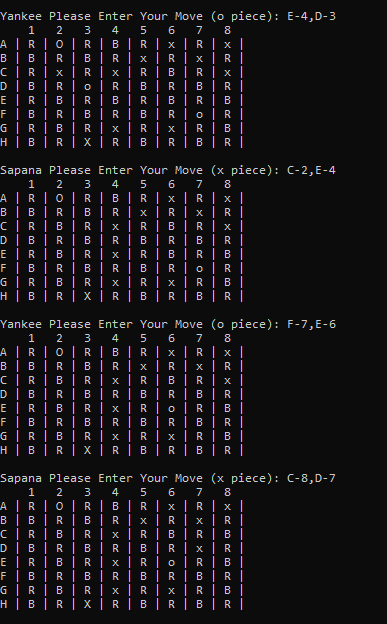 Yankee Please Enter Your Move (o piece): E-4,D-3
1 2 3 4 5 6 7 8
A | R | O | R | B | R | x | R | x |
B | B | R | B | R | x | R | x | R |
C | R | x | R | x | R | B | R | x |
D | B | R | o | R | B | R | B | R |
E | R | B | R | B | R | B | R | B |
F | B | R | B | R | B | R | o | R |
G | R | B | R | x | R | x | R | B |
H | B | R | X | R | B | R | B | R |
Sapana Please Enter Your Move (x piece): C-2,E-4
1 2 3 4 5 6 7 8
A | R | O | R | B | R | x | R | x |
B | B | R | B | R | x | R | x | R |
C | R | B | R | x | R | B | R | x |
D | B | R | B | R | B | R | B | R |
E | R | B | R | x | R | B | R | B |
F | B | R | B | R | B | R | o | R |
G | R | B | R | x | R | x | R | B |
H | B | R | X | R | B | R | B | R |
Yankee Please Enter Your Move (o piece): F-7,E-6
1 2 3 4 5 6 7 8
A | R | O | R | B | R | x | R | x |
B | B | R | B | R | x | R | x | R |
C | R | B | R | x | R | B | R | x |
D | B | R | B | R | B | R | B | R |
E | R | B | R | x | R | o | R | B |
F | B | R | B | R | B | R | B | R |
G | R | B | R | x | R | x | R | B |
H | B | R | X | R | B | R | B | R |
Sapana Please Enter Your Move (x piece): C-8,D-7
1 2 3 4 5 6 7 8
A | R | O | R | B | R | x | R | x |
B | B | R | B | R | x | R | x | R |
C | R | B | R | x | R | B | R | B |
D | B | R | B | R | B | R | x | R |
E | R | B | R | x | R | o | R | B |
F | B | R | B | R | B | R | B | R |
G | R | B | R | x | R | x | R | B |
H | B | R | X | R | B | R | B | R |